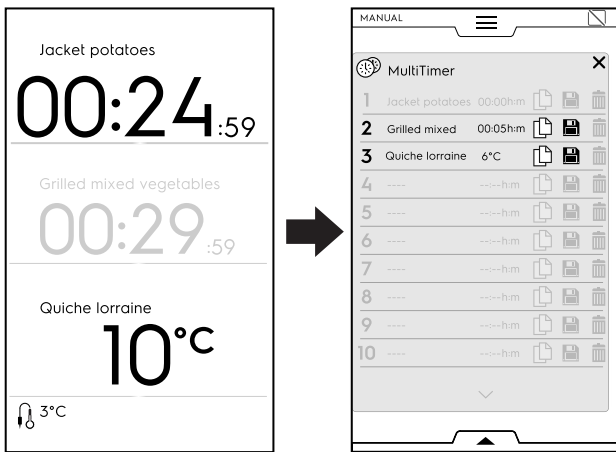 Jacket potatoes
00:24:59
Grilled mixed vegetables
00:29:59
Quiche lorraine
10°C
3°C
MANUAL
MultiTimer
1 Jacket potatoes 00:00h:m
2 Grilled mixed 00:05h:m
3 Quiche lorraine 6°C
4 ---- --:--h:m
5 ---- --:--h:m
6 ---- --:--h:m
7 ---- --:--h:m
8 ---- --:--h:m
9 ---- --:--h:m
10 ---- --:--h:m